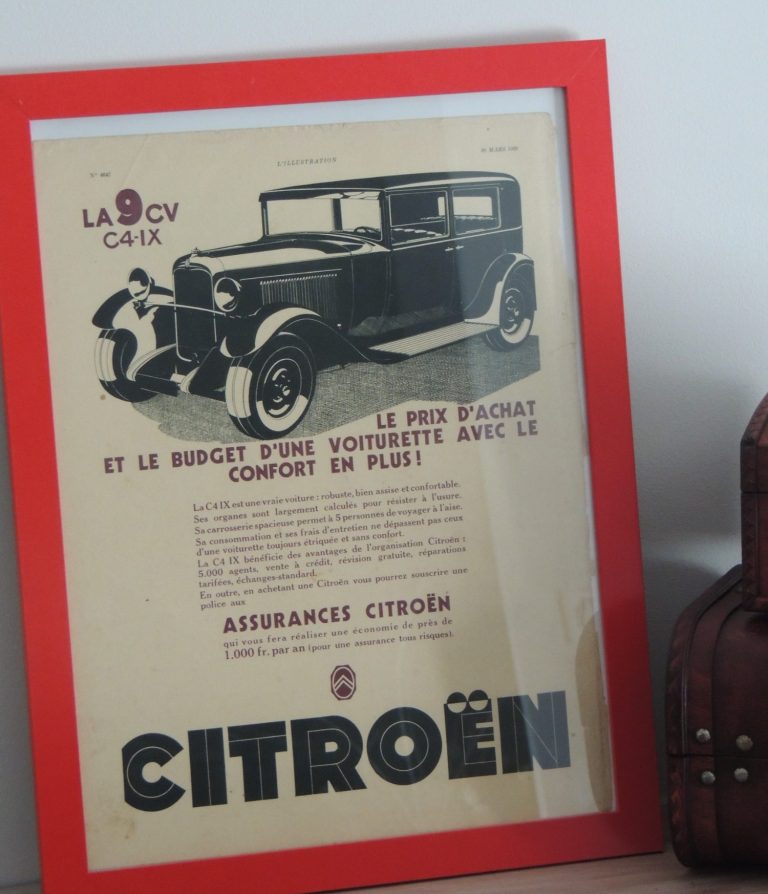 L'ILLUSTRATION
LA 9 CV
C4-IX
LE PRIX D'ACHAT
ET LE BUDGET D'UNE VOITURETTE AVEC LE
CONFORT EN PLUS!
La C4 IX est une vraie voiture : robuste, bien assise et confortable.
Ses organes sont largement calculés pour résister à l'usure.
Sa carrosserie spacieuse permet à 5 personnes de voyager à l'aise.
Sa consommation et ses frais d'entretien ne dépassent pas ceux
d'une voiturette toujours étriquée et sans confort.
La C4 IX bénéficie des avantages de l'organisation Citroën :
5.000 agents, vente à crédit, révision gratuite, réparations
tarifées, échanges-standard.
En outre, en achetant une Citroën vous pourrez souscrire une
police aux
ASSURANCES CITROËN
qui vous fera réaliser une économie de près de
1.000 fr. par an (pour une assurance tous risques).
CITROËN